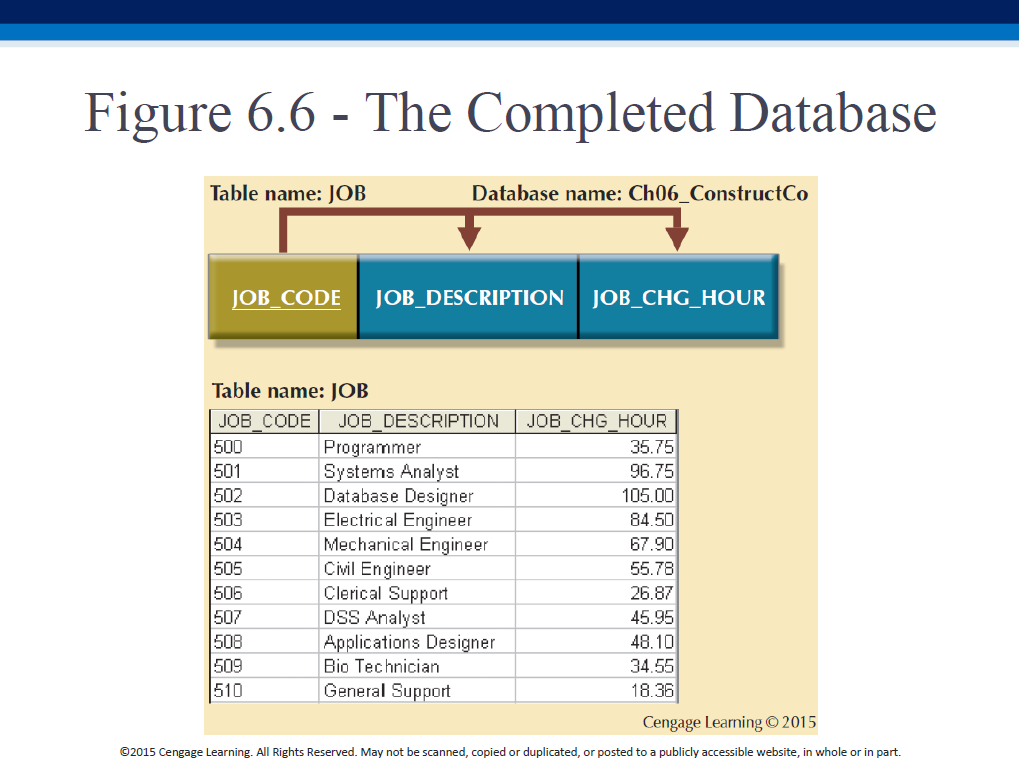 Figure 6.6 - The Completed Database
Table name: JOB Database name: Ch06_ConstructCo
JOB_CODE JOB_DESCRIPTION JOB_CHG_HOUR
Table name: JOB
JOB_CODE JOB_DESCRIPTION JOB_CHG_HOUR
500 Programmer 35.75
501 Systems Analyst 96.75
502 Database Designer 105.00
503 Electrical Engineer 84.50
504 Mechanical Engineer 67.90
505 Civil Engineer 55.78
506 Clerical Support 26.87
507 DSS Analyst 45.95
508 Applications Designer 48.10
509 Bio Technician 34.55
510 General Support 18.36
Cengage Learning © 2015
©2015 Cengage Learning. All Rights Reserved. May not be scanned, copied or duplicated, or posted to a publicly accessible website, in whole or in part.